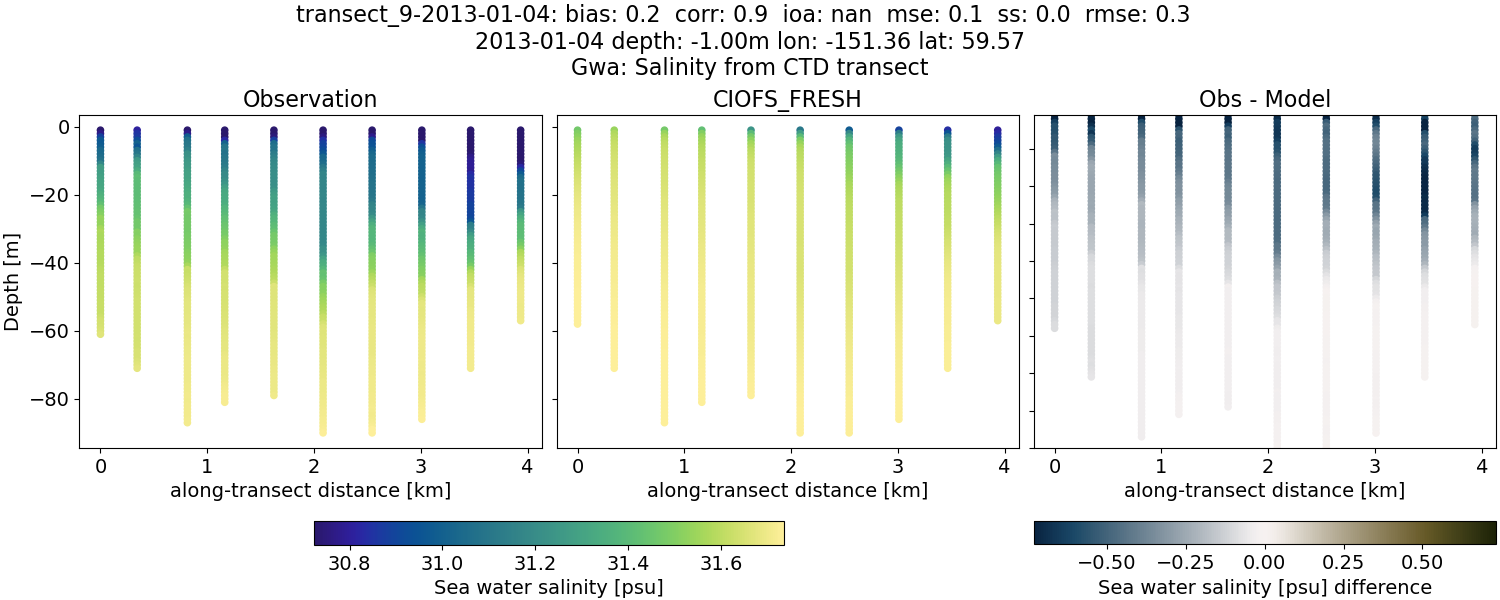 transect_9-2013-01-04: bias: 0.2  corr: 0.9  ioa: nan  mse: 0.1  ss: 0.0  rmse: 0.3
2013-01-04 depth: -1.00m lon: -151.36 lat: 59.57
Gwa: Salinity from CTD transect
Observation
CIOFS_FRESH
Obs - Model
Depth [m]
0
−20
−40
−60
−80
0 1 2 3 4
0 1 2 3 4
0 1 2 3 4
along-transect distance [km]
along-transect distance [km]
along-transect distance [km]
30.8 31.0 31.2 31.4 31.6
Sea water salinity [psu]
−0.50 −0.25 0.00 0.25 0.50
Sea water salinity [psu] difference